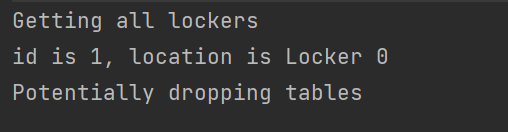 Getting all lockers
id is 1, location is Locker 0
Potentially dropping tables